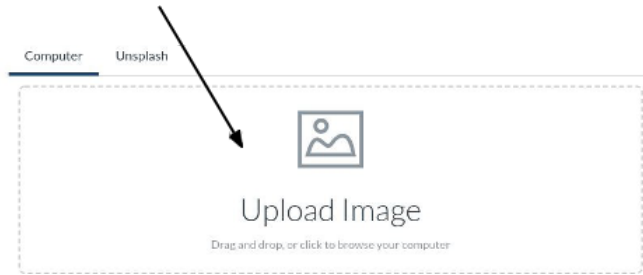 Computer Unsplash
Upload Image
Drag and drop, or click to browse your computer